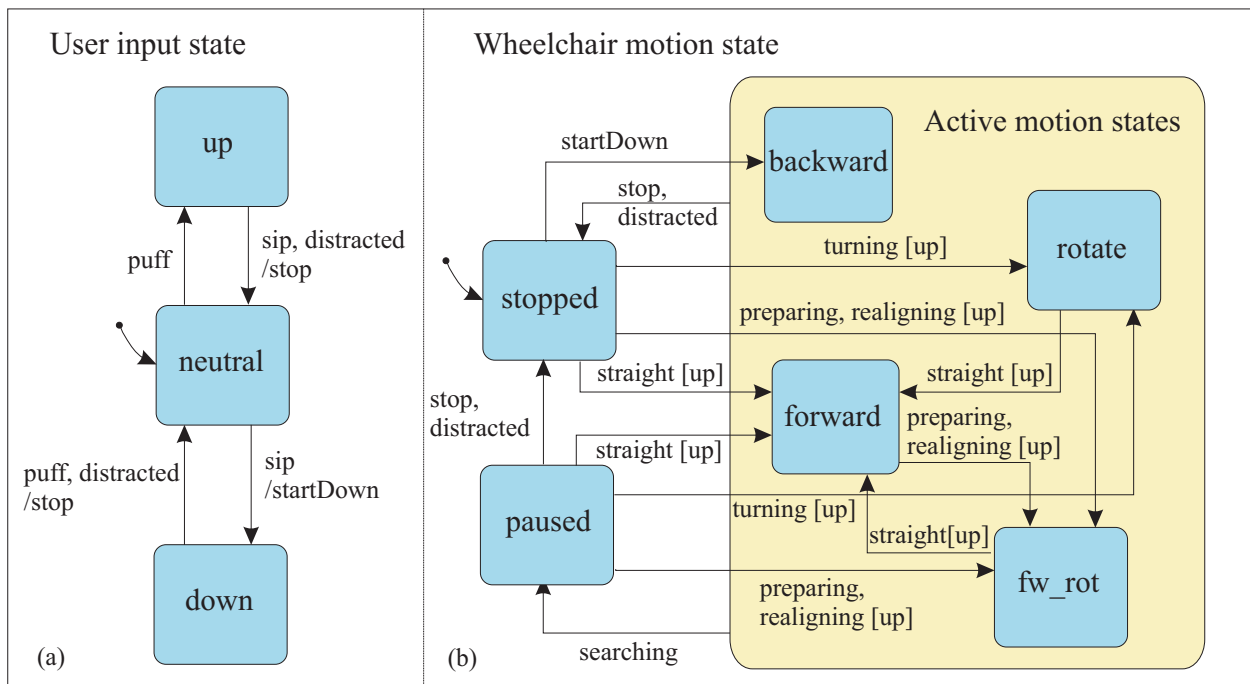 User input state
up
puff
sip, distracted
/stop
neutral
puff, distracted
/stop
sip
/startDown
down
(a)
Wheelchair motion state
Active motion states
startDown
backward
stop,
distracted
turning [up]
rotate
stopped
preparing, realigning [up]
straight [up]
straight [up]
forward
stop,
distracted
preparing,
realigning [up]
straight [up]
paused
turning [up]
straight[up]
fw_rot
preparing,
realigning [up]
searching
(b)